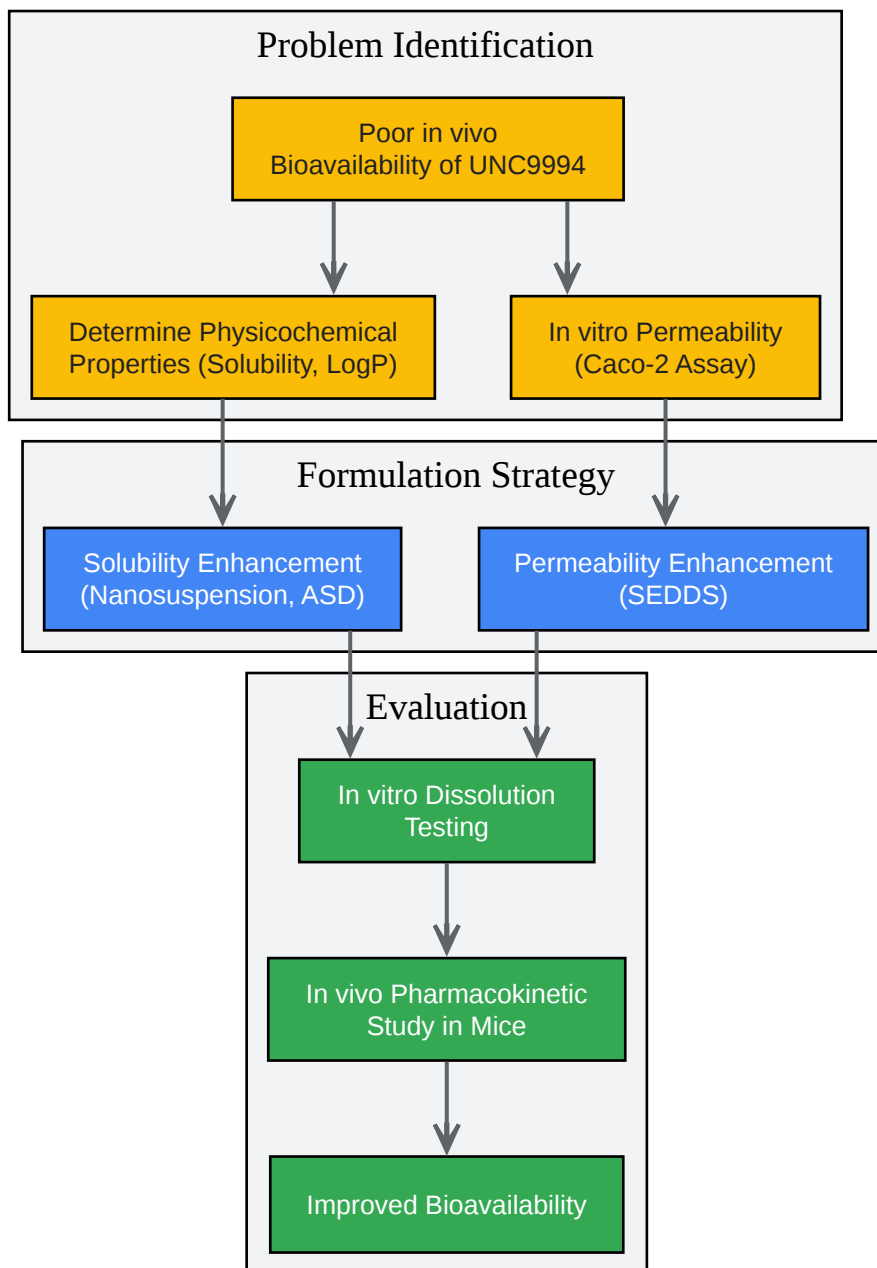 Problem Identification
Poor in vivo
Bioavailability of UNC9994
Determine Physicochemical
Properties (Solubility, LogP)
In vitro Permeability
(Caco-2 Assay)
Formulation Strategy
Solubility Enhancement
(Nanosuspension, ASD)
Permeability Enhancement
(SEDDS)
Evaluation
In vitro Dissolution
Testing
In vivo Pharmacokinetic
Study in Mice
Improved Bioavailability